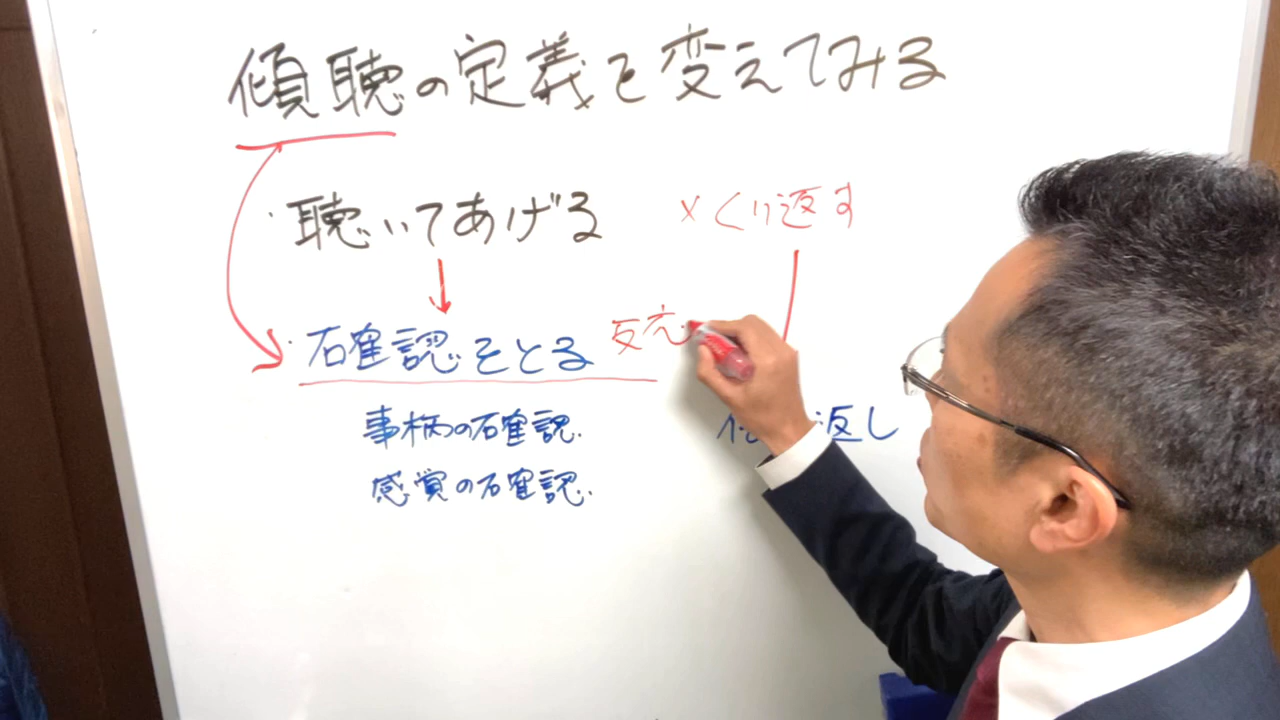 傾聴の定義を変えてみる
・聴いてあげる
×くり返す
・確認をとる
反応
事柄の確認
感覚の確認
返し